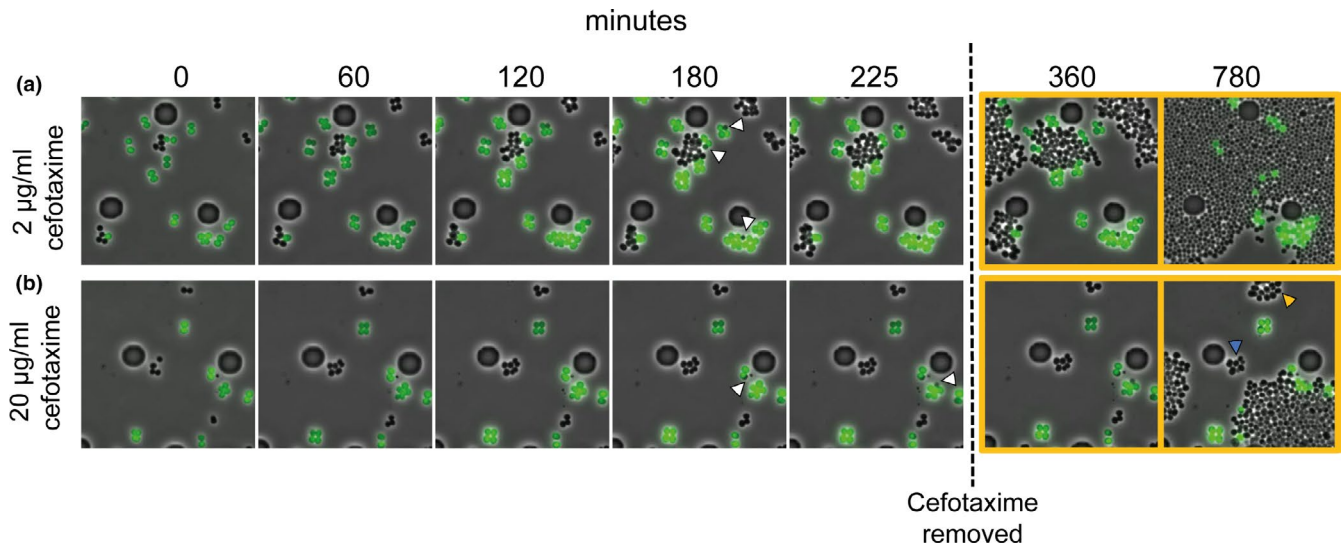 minutes
(a)
0 60 120 180 225 360 780
2 µg/ml
cefotaxime
(b)
20 µg/ml
cefotaxime
Cefotaxime
removed